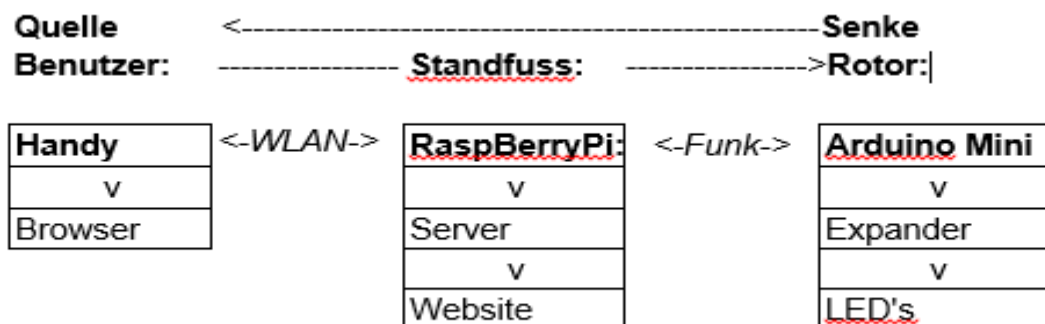 Quelle <-------------------------------------------Senke
Benutzer: -------------- Standfuss: -------------->Rotor:
Handy <-WLAN-> RaspBerryPi: <-Funk-> Arduino Mini
v v v
Browser Server Expander
v v
Website LED's